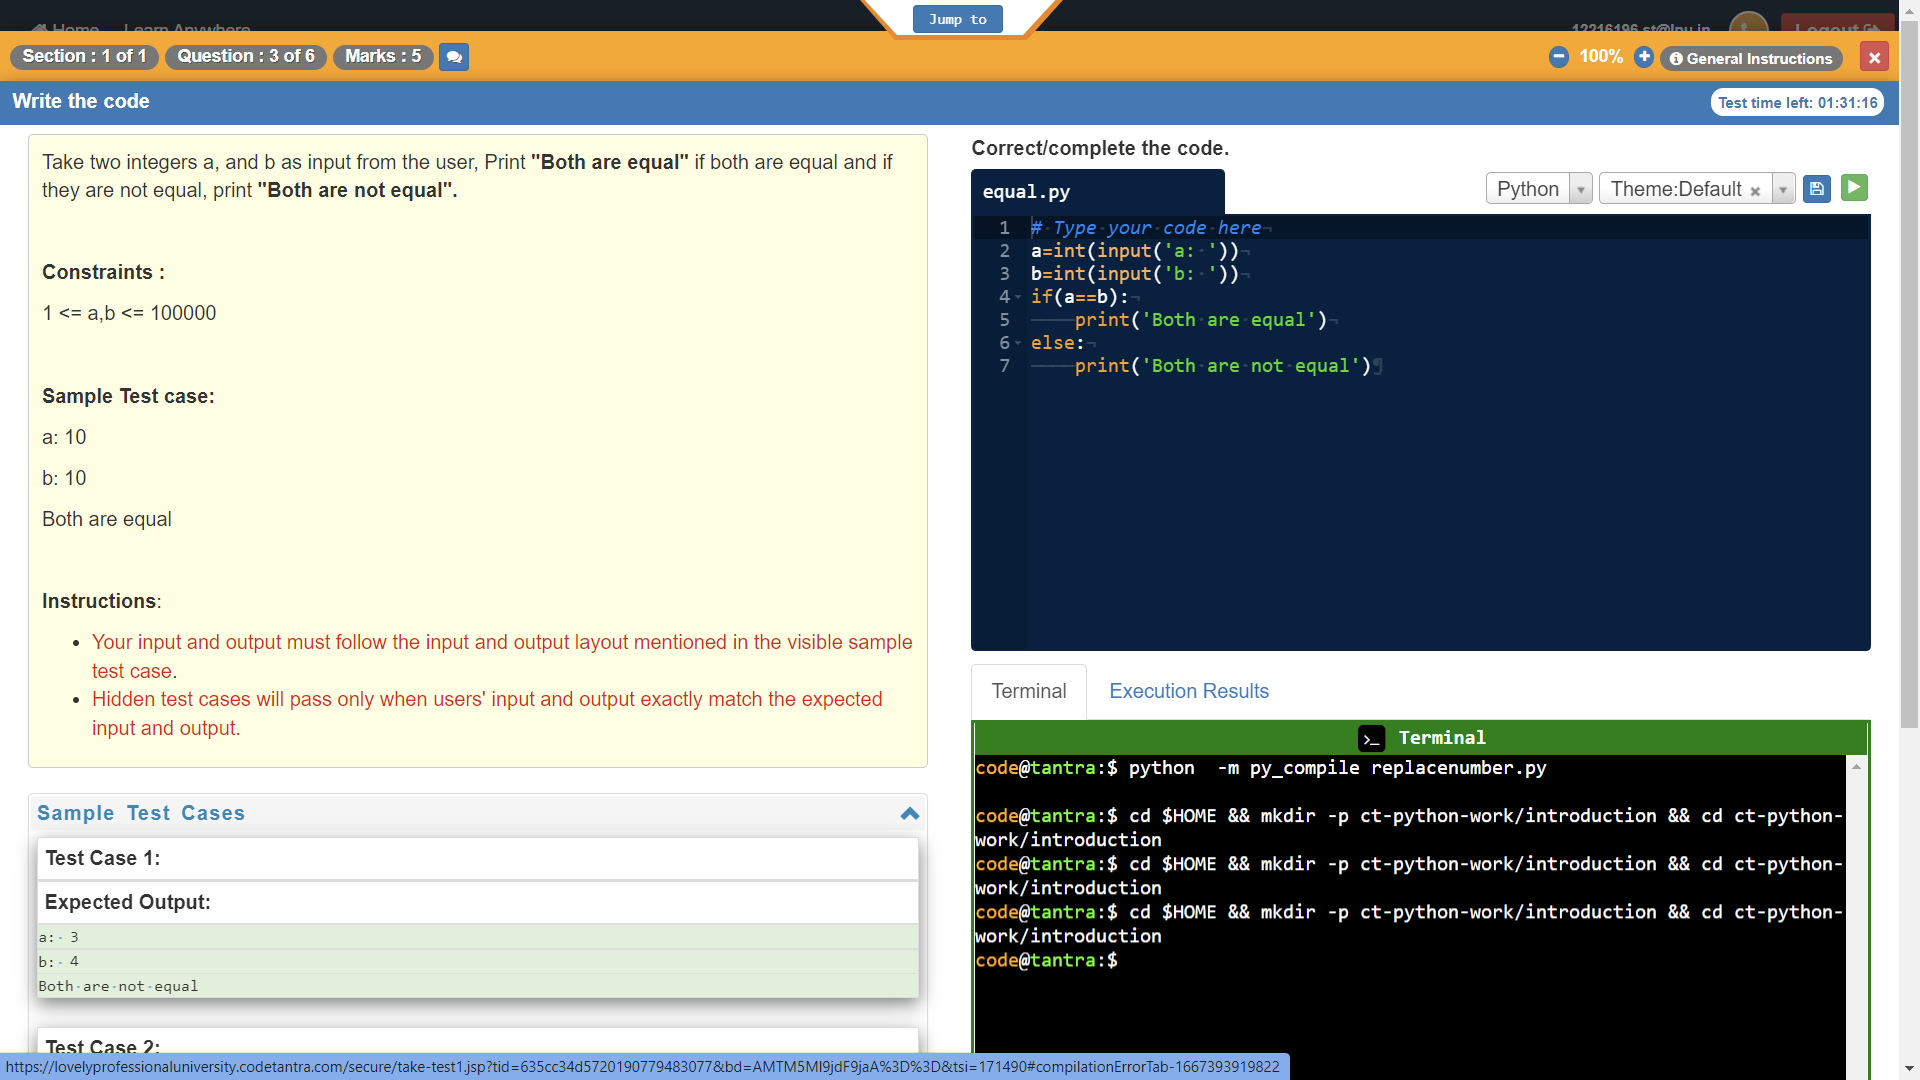 Home Learn Anywhere
Jump to
12216196.st@lpu.in
Logout
Section : 1 of 1 Question : 3 of 6 Marks : 5
100% General Instructions
Write the code
Test time left: 01:31:16
Take two integers a, and b as input from the user, Print "Both are equal" if both are equal and if
they are not equal, print "Both are not equal".
Constraints :
1 <= a,b <= 100000
Sample Test case:
a: 10
b: 10
Both are equal
Instructions:
Your input and output must follow the input and output layout mentioned in the visible sample
test case.
Hidden test cases will pass only when users' input and output exactly match the expected
input and output.
Sample Test Cases
Test Case 1:
Expected Output:
a: 3
b: 4
Both are not equal
Test Case 2:
Correct/complete the code.
equal.py
Python
Theme:Default ×
1 # Type your code here
2 a=int(input('a: '))
3 b=int(input('b: '))
4 if(a==b):
5 print('Both are equal')
6 else:
7 print('Both are not equal')
Terminal Execution Results
Terminal
code@tantra:$ python  -m py_compile replacenumber.py
code@tantra:$ cd $HOME && mkdir -p ct-python-work/introduction && cd ct-python-
work/introduction
code@tantra:$ cd $HOME && mkdir -p ct-python-work/introduction && cd ct-python-
work/introduction
code@tantra:$ cd $HOME && mkdir -p ct-python-work/introduction && cd ct-python-
work/introduction
code@tantra:$
https://lovelyprofessionaluniversity.codetantra.com/secure/take-test1.jsp?tid=635cc34d57201907779483077&bd=AMTM5MI9jdF9jaA%3D%3D&tsi=171490#compilationErrorTab-1667393919822